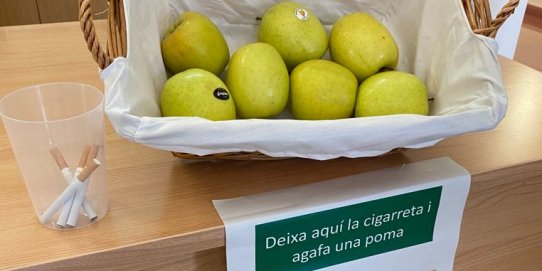 Deixa aquí la cigarreta i
agafa una poma